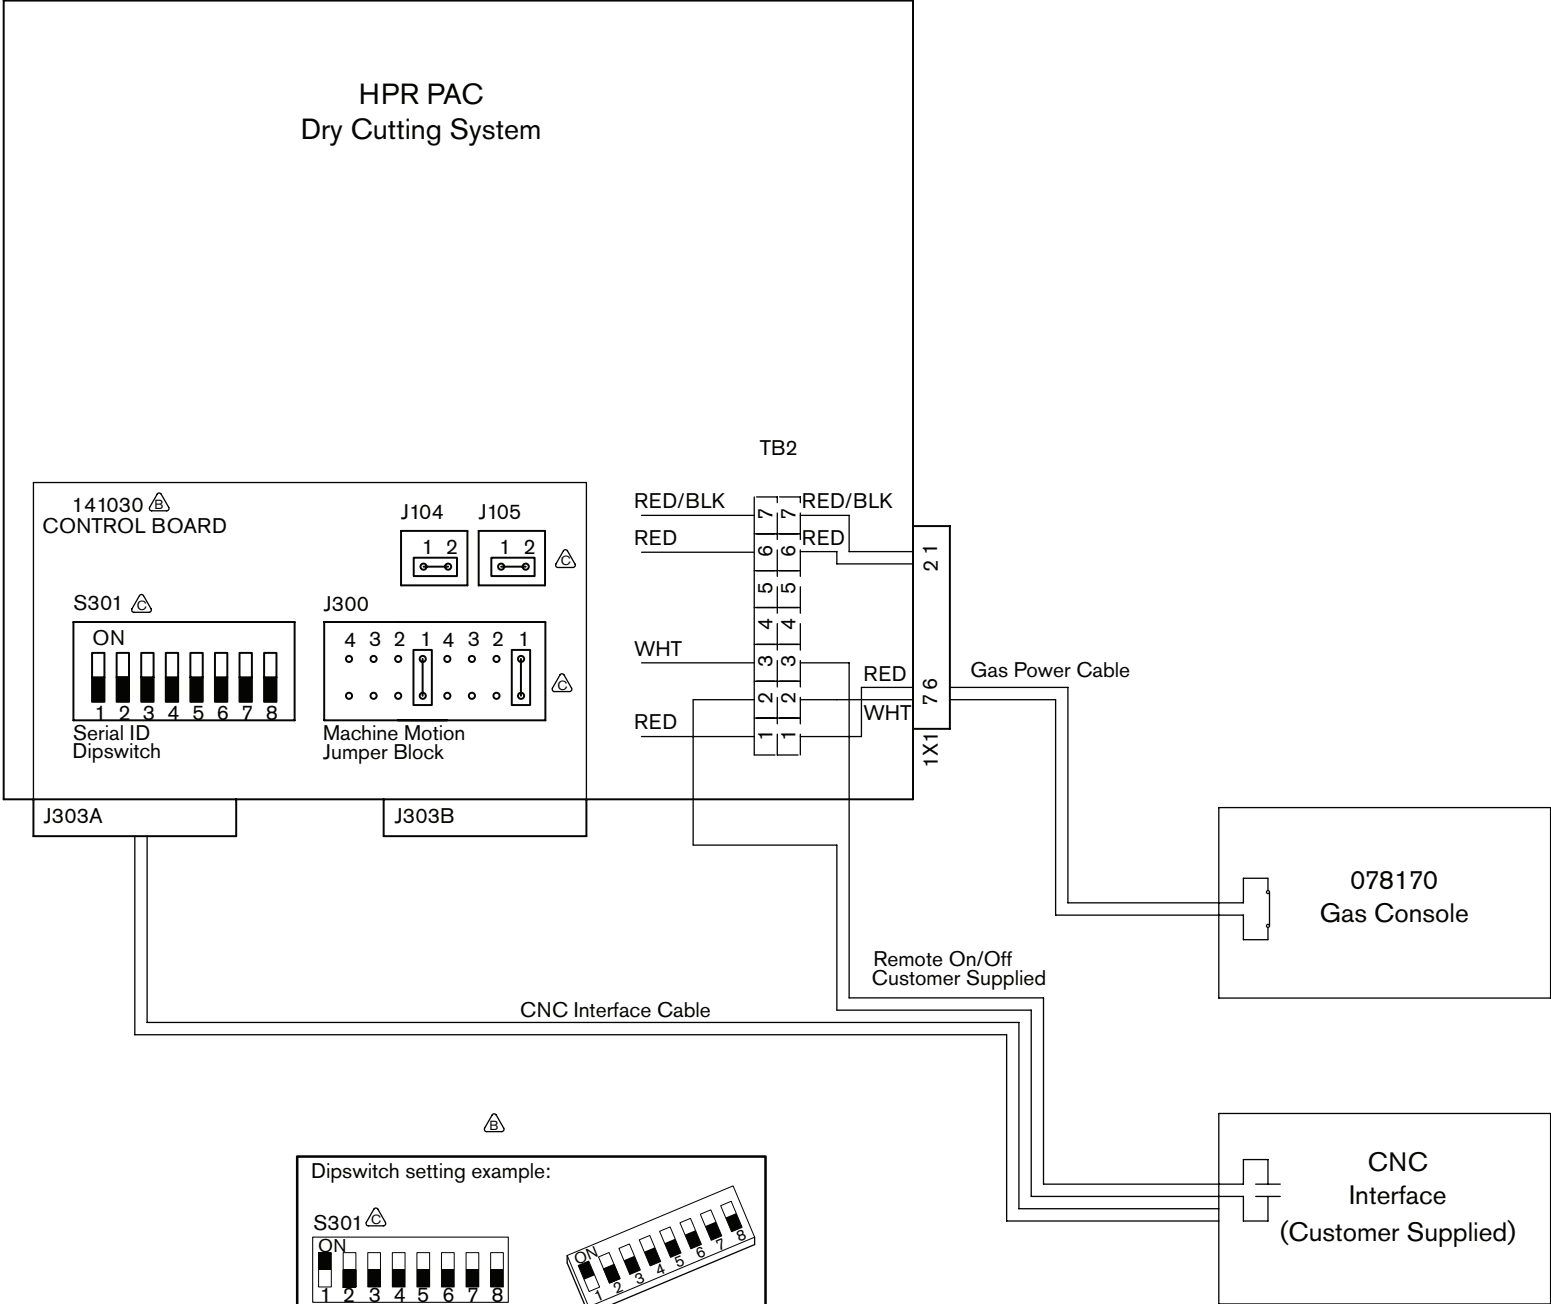 HPR PAC
Dry Cutting System
TB2
141030 B
CONTROL BOARD
J104 J105
1 2 1 2 C
S301 C
ON
1 2 3 4 5 6 7 8
Serial ID
Dipswitch
J300
4 3 2 1 4 3 2 1
C
Machine Motion
Jumper Block
RED/BLK 7 7 RED/BLK
RED 6 6 RED
5 5
4 4
WHT 3 3
2 2
RED 1 1
2 1
RED
WHT
7 6
1X1
Gas Power Cable
J303A J303B
078170
Gas Console
Remote On/Off
Customer Supplied
CNC Interface Cable
CNC
Interface
(Customer Supplied)
B
Dipswitch setting example:
S301 C
ON
1 2 3 4 5 6 7 8
ON
1 2 3 4 5 6 7 8